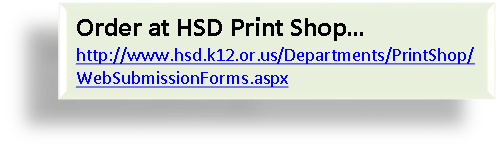 Order at HSD Print Shop...
http://www.hsd.k12.or.us/Departments/PrintShop/
WebSubmissionForms.aspx